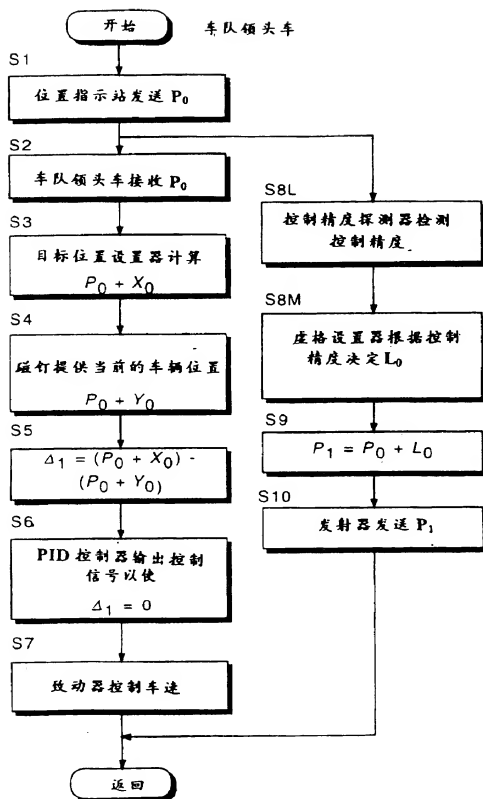 开始
车队领头车
S1
位置指示站发送 P₀
S2
车队领头车接收 P₀
S3
目标位置设置器计算
P₀ + X₀
S4
磁钉提供当前的车辆位置
P₀ + Y₀
S5
Δ₁ = (P₀ + X₀) -
(P₀ + Y₀)
S6
PID 控制器输出控制
信号以使
Δ₁ = 0
S7
致动器控制车速
返回
S8L
控制精度探测器检测
控制精度
S8M
虚格设置器根据控制
精度决定 L₀
S9
P₁ = P₀ + L₀
S10
发射器发送 P₁